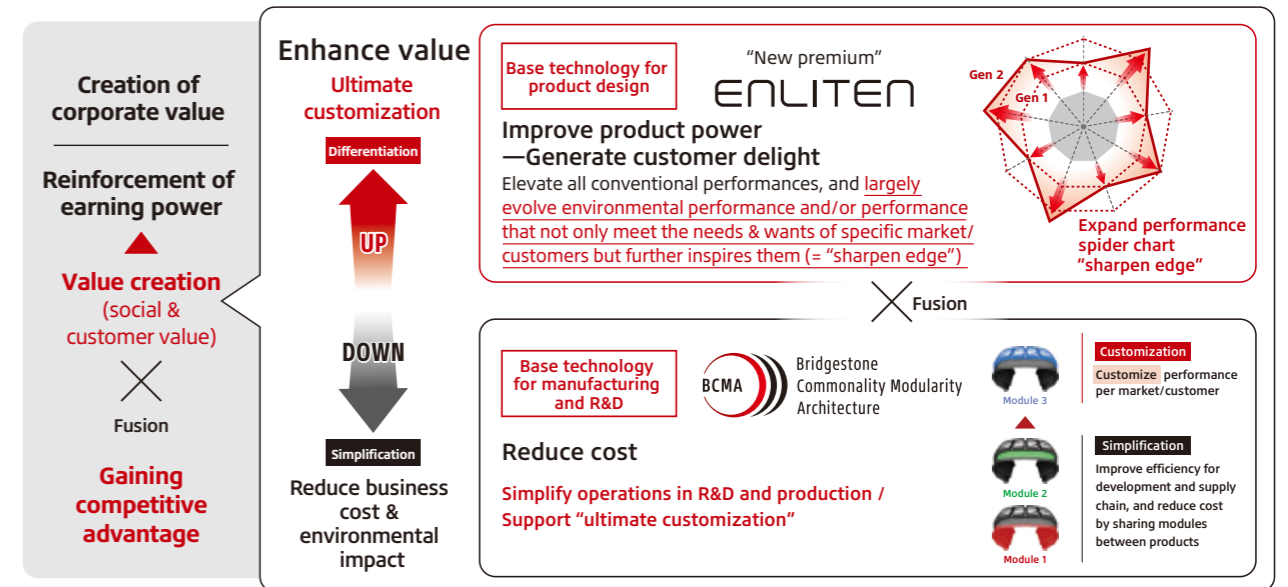 Creation of
corporate value
Reinforcement of
earning power
Value creation
(social &
customer value)
Fusion
Gaining
competitive
advantage
Enhance value
Ultimate
customization
Differentiation
UP
DOWN
Simplification
Reduce business
cost &
environmental
impact
Base technology for
product design
“New premium”
ENLITEN
Improve product power
—Generate customer delight
Elevate all conventional performances, and largely
evolve environmental performance and/or performance
that not only meet the needs & wants of specific market/
customers but further inspires them (= “sharpen edge”)
Gen 2
Gen 1
Expand performance
spider chart
“sharpen edge”
Fusion
Base technology
for manufacturing
and R&D
BCMA
Bridgestone
Commonality Modularity
Architecture
Reduce cost
Simplify operations in R&D and production /
Support “ultimate customization”
Module 3
Module 2
Module 1
Customization
Customize performance
per market/customer
Simplification
Improve efficiency for
development and supply
chain, and reduce cost
by sharing modules
between products